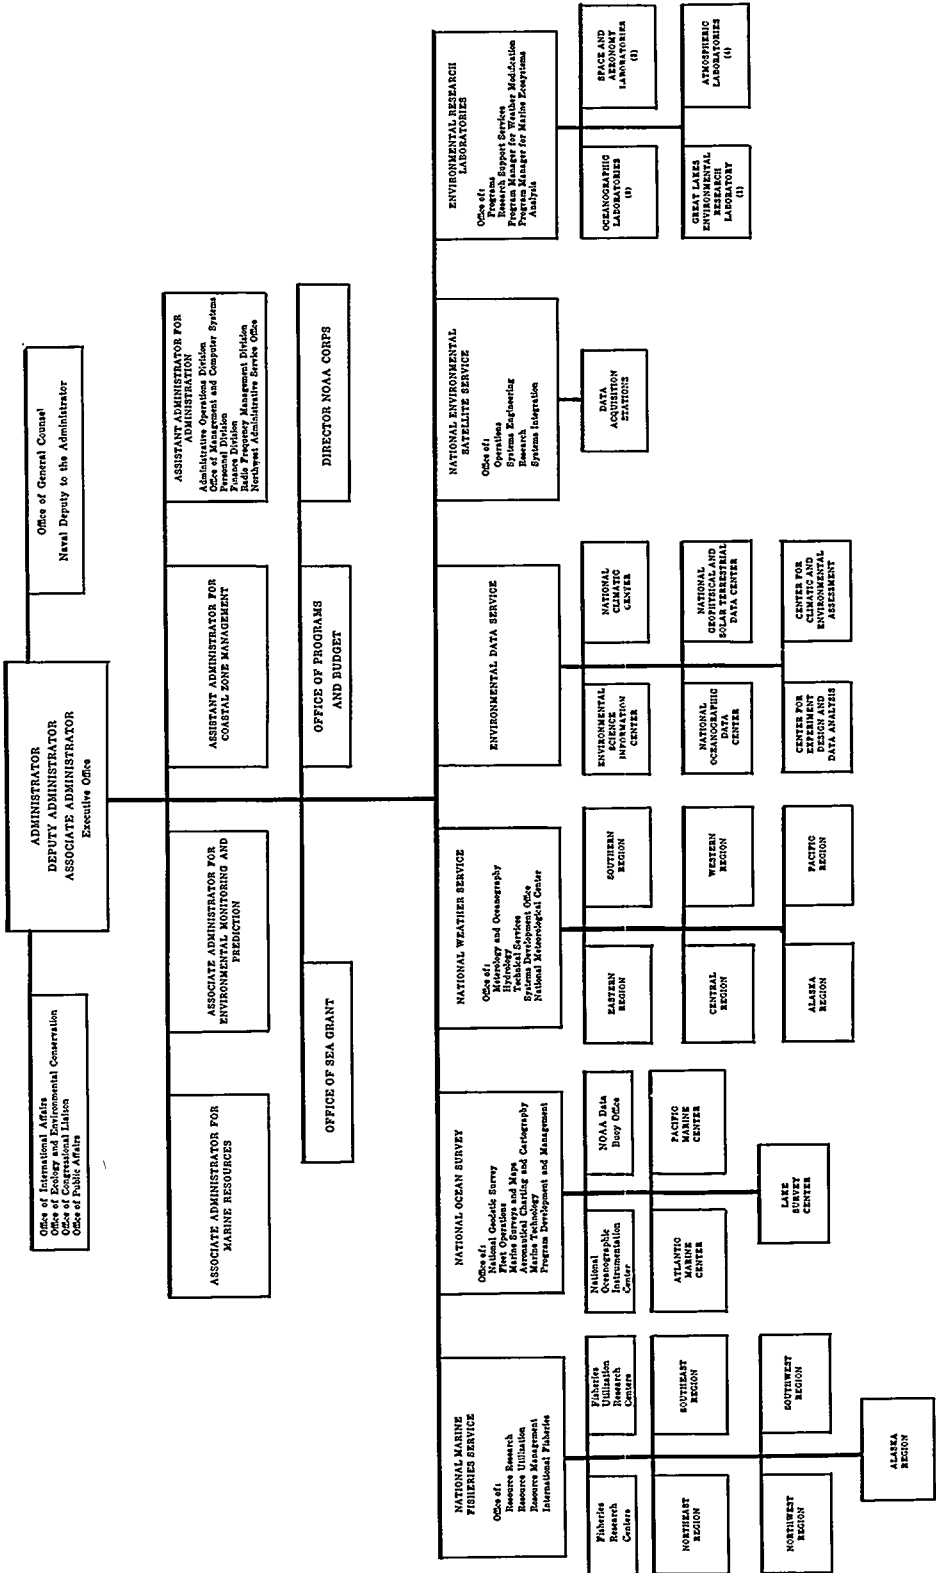 ADMINISTRATOR
DEPUTY ADMINISTRATOR
ASSOCIATE ADMINISTRATOR
Executive Office
Office of International Affairs
Office of Ecology and Environmental Conservation
Office of Congressional Liaison
Office of Public Affairs
Office of General Counsel
Naval Deputy to the Administrator
ASSOCIATE ADMINISTRATOR FOR
MARINE RESOURCES
ASSOCIATE ADMINISTRATOR FOR
ENVIRONMENTAL MONITORING AND
PREDICTION
ASSISTANT ADMINISTRATOR FOR
COASTAL ZONE MANAGEMENT
ASSISTANT ADMINISTRATOR FOR
ADMINISTRATION
Administrative Operations Division
Office of Management and Computer Systems
Personnel Division
Finance Division
Radio Frequency Management Division
Northwest Administrative Service Office
OFFICE OF SEA GRANT
OFFICE OF PROGRAMS
AND BUDGET
DIRECTOR NOAA CORPS
NATIONAL MARINE
FISHERIES SERVICE
Office of:
Resource Research
Resource Utilization
Resource Management
International Fisheries
Fisheries
Research
Centers
Fisheries
Utilization
Research
Centers
NORTHEAST
REGION
SOUTHEAST
REGION
NORTHWEST
REGION
SOUTHWEST
REGION
ALASKA
REGION
NATIONAL OCEAN SURVEY
Office of:
National Geodetic Survey
Fleet Operations
Marine Surveys and Maps
Aeronautical Charting and Cartography
Marine Technology
Program Development and Management
National
Oceanographic
Instrumentation
Center
NOAA Data
Buoy Office
ATLANTIC
MARINE
CENTER
PACIFIC
MARINE
CENTER
LAKE
SURVEY
CENTER
NATIONAL WEATHER SERVICE
Office of:
Meterology and Oceanography
Hydrology
Technical Services
Systems Development Office
National Meteorological Center
EASTERN
REGION
SOUTHERN
REGION
CENTRAL
REGION
WESTERN
REGION
ALASKA
REGION
PACIFIC
REGION
ENVIRONMENTAL DATA SERVICE
ENVIRONMENTAL
SCIENCE
INFORMATION
CENTER
NATIONAL
CLIMATIC
CENTER
NATIONAL
OCEANOGRAPHIC
DATA
CENTER
NATIONAL
GEOPHYSICAL AND
SOLAR TERRESTRIAL
DATA CENTER
CENTER FOR
EXPERIMENT
DESIGN AND
DATA ANALYSIS
CENTER FOR
CLIMATIC AND
ENVIRONMENTAL
ASSESSMENT
NATIONAL ENVIRONMENTAL
SATELLITE SERVICE
Office of:
Operations
Systems Engineering
Research
Systems Integration
DATA
ACQUISITION
STATIONS
ENVIRONMENTAL RESEARCH
LABORATORIES
Office of:
Programs
Research Support Services
Program Manager for Weather Modification
Program Manager for Marine Ecosystems
Analysis
OCEANOGRAPHIC
LABORATORIES
SPACE AND
AERONOMY
LABORATORIES
GREAT LAKES
ENVIRONMENTAL
RESEARCH
LABORATORY
(1)
ATMOSPHERIC
LABORATORIES
(4)